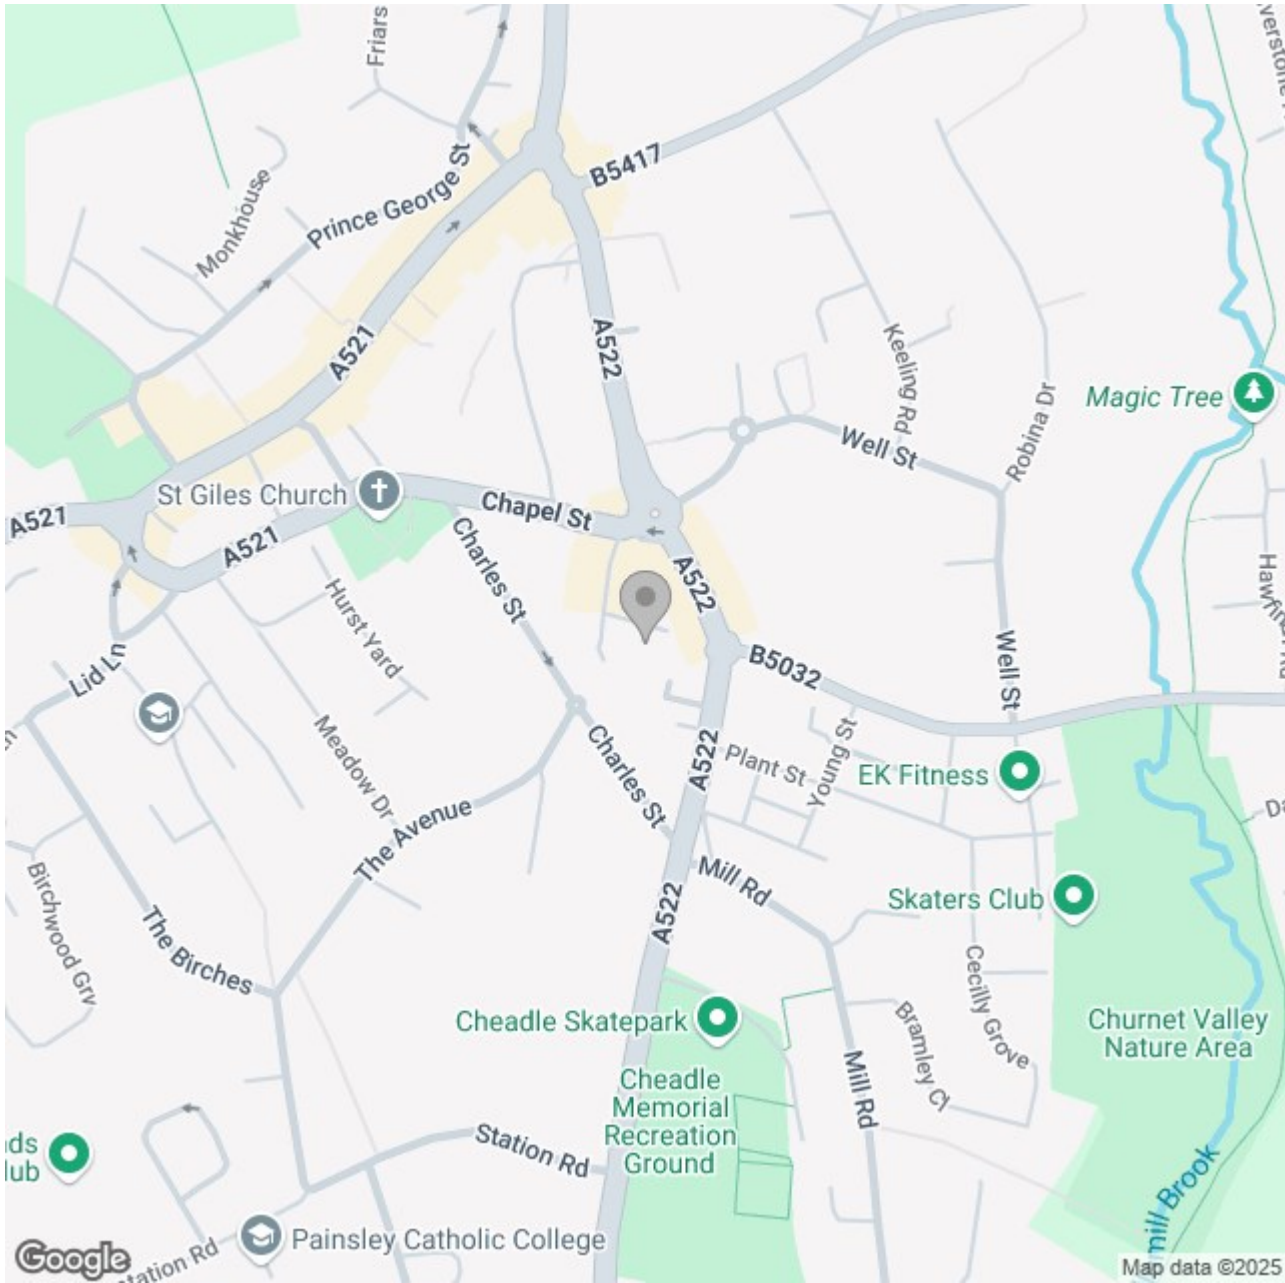 Friars
B5417
Prince George St
Monkhouse
A521
A522
Keeling Rd
Robina Dr
Magic Tree
Well St
St Giles Church
Chapel St
A521
A521
A522
Charles St
Hurst Yard
Lid Ln
B5032
Well St
Meadow Dr
Charles St
A522
Plant St
Young St
EK Fitness
The Avenue
Birchwood Grv
The Birches
Mill Rd
A522
Skaters Club
Cecilly Grove
Cheadle Skatepark
Bramley Cl
Churnet Valley
Nature Area
Cheadle
Memorial
Recreation
Ground
Mill Rd
Station Rd
Painsley Catholic College
Station Rd
Brook
Google
Map data ©2025